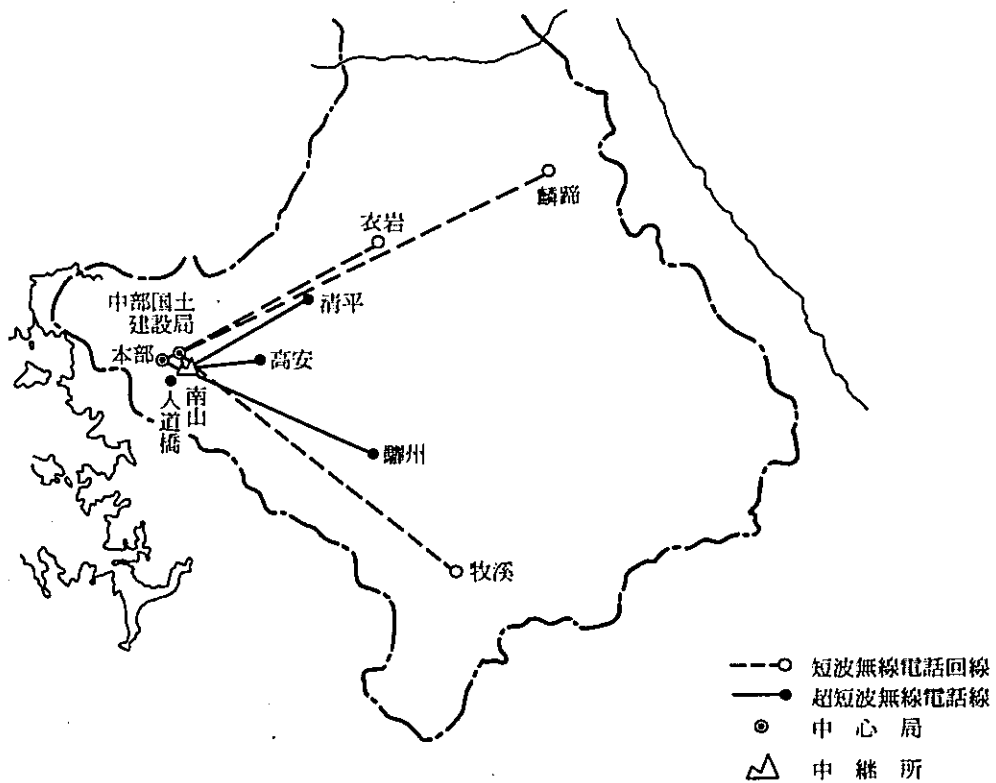 麟蹄
衣岩
清平
中部国土
建設局
本部
高安
南山
人道橋
驪州
牧溪
短波無線電話回線
超短波無線電話線
中心局
中継所